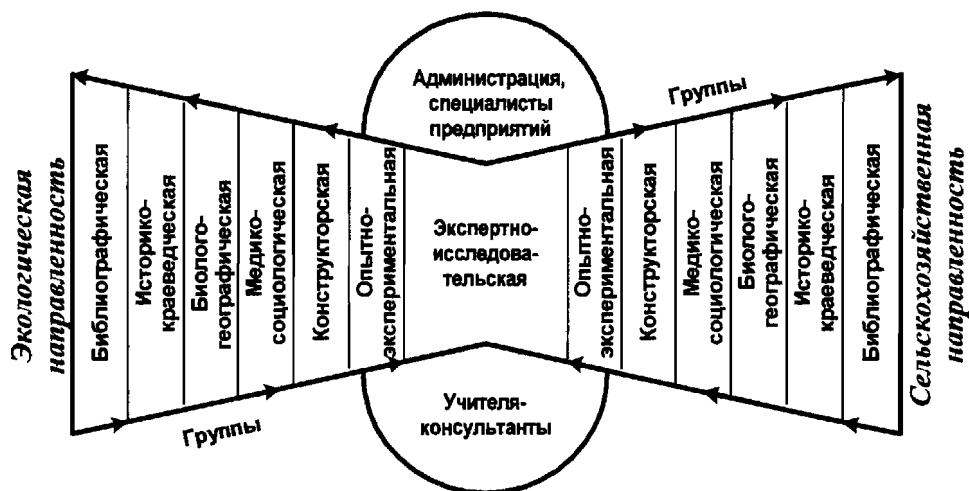 Администрация,
специалисты
предприятий
Группы
Экологическая
направленность
Библиографическая
Историко-
краеведческая
Биолого-
географическая
Медико-
социологическая
Конструкторская
Опытно-
экспериментальная
Экспертно-
исследова-
тельская
Опытно-
экспериментальная
Конструкторская
Медико-
социологическая
Биолого-
географическая
Историко-
краеведческая
Библиографическая
Сельскохозяйственная
направленность
Группы
Учителя-
консультанты